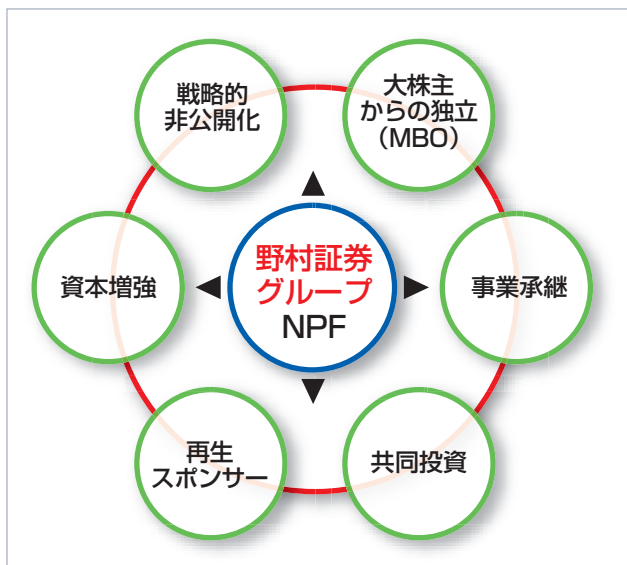 戦略的
非公開化
大株主
からの独立
（MBO）
資本増強
野村証券
グループ
NPF
事業承継
再生
スポンサー
共同投資